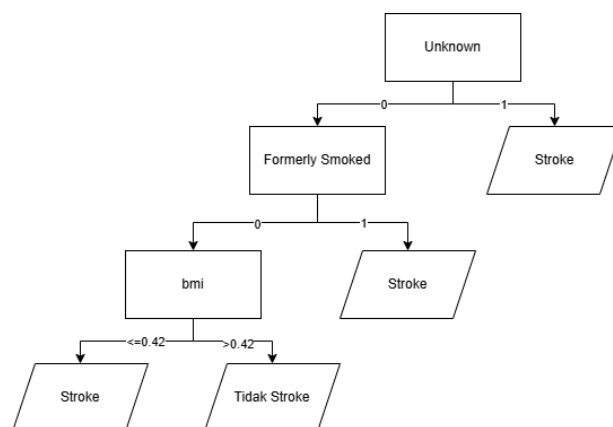 Unknown
0
1
Formerly Smoked
Stroke
0
1
bmi
Stroke
<=0.42
>0.42
Stroke
Tidak Stroke